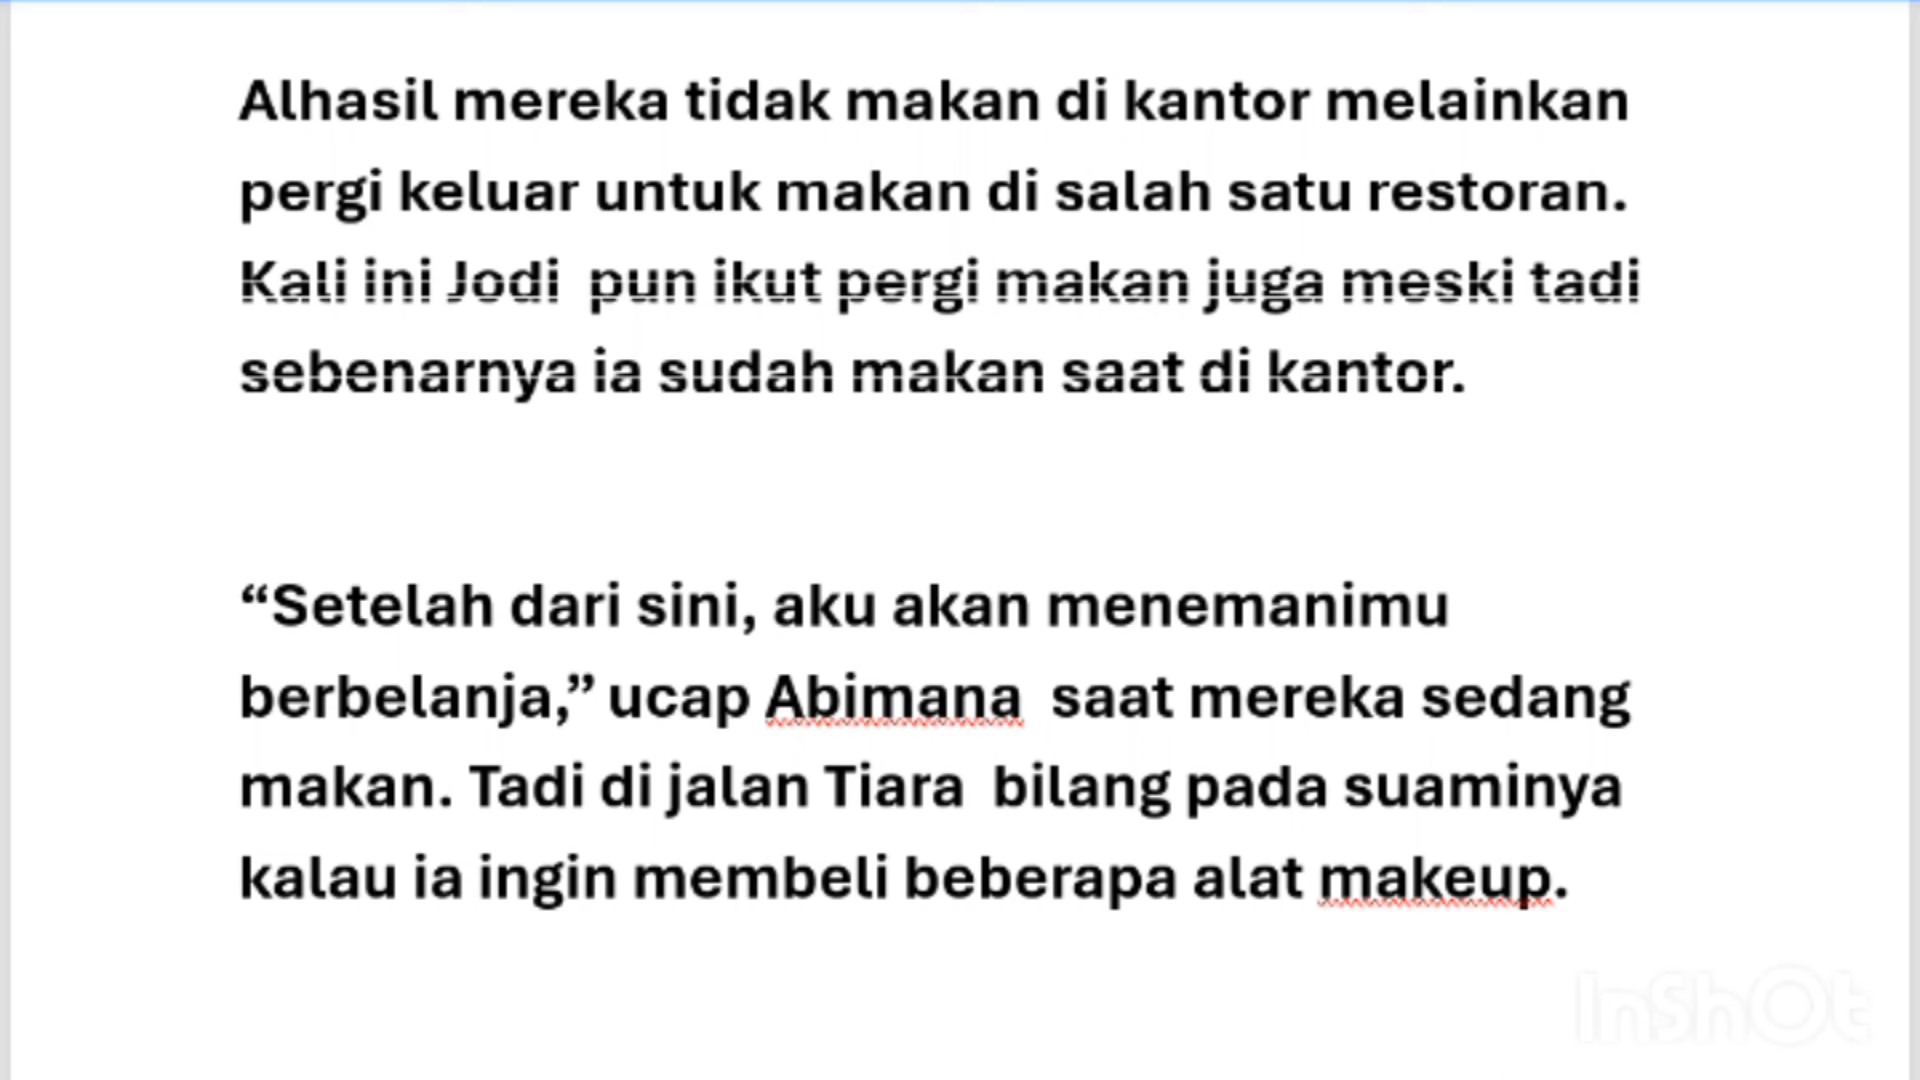 Alhasil mereka tidak makan di kantor melainkan
pergi keluar untuk makan di salah satu restoran.
Kali ini Jodi  pun ikut pergi makan juga meski tadi
sebenarnya ia sudah makan saat di kantor.
“Setelah dari sini, aku akan menemanimu
berbelanja,” ucap Abimana  saat mereka sedang
makan. Tadi di jalan Tiara  bilang pada suaminya
kalau ia ingin membeli beberapa alat makeup.
InShOt